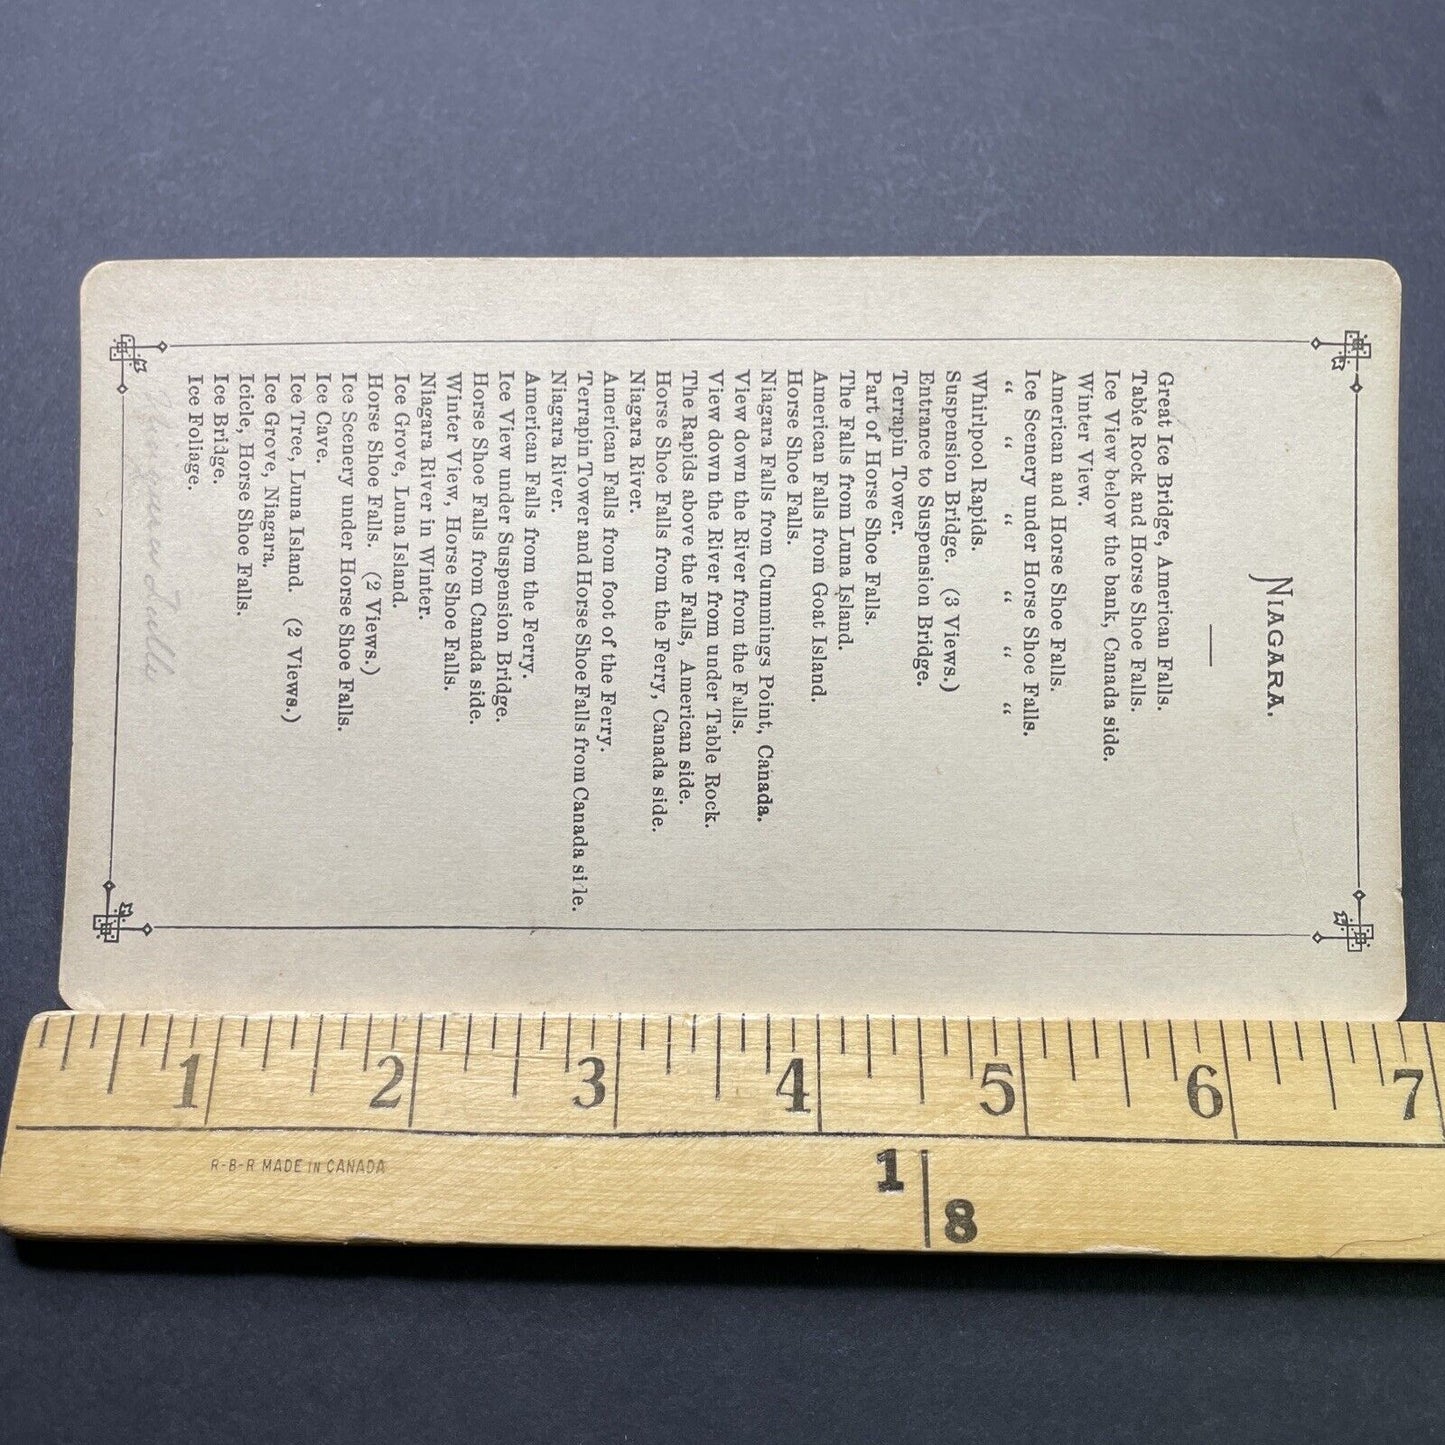 NIAGARA.
Great Ice Bridge, American Falls.
Table Rock and Horse Shoe Falls.
Ice View below the bank, Canada side.
Winter View.
American and Horse Shoe Falls.
Ice Scenery under Horse Shoe Falls.
“ “ “ “ “ “
Whirlpool Rapids.
Suspension Bridge. (3 Views.)
Entrance to Suspension Bridge.
Terrapin Tower.
Part of Horse Shoe Falls.
The Falls from Luna Island.
American Falls from Goat Island.
Horse Shoe Falls.
Niagara Falls from Cummings Point, Canada.
View down the River from the Falls.
View down the River from under Table Rock.
The Rapids above the Falls, American side.
Horse Shoe Falls from the Ferry, Canada side.
Niagara River.
American Falls from foot of the Ferry.
Terrapin Tower and Horse Shoe Falls from Canada side.
Niagara River.
American Falls from the Ferry.
Ice View under Suspension Bridge.
Horse Shoe Falls from Canada side.
Winter View, Horse Shoe Falls.
Niagara River in Winter.
Ice Grove, Luna Island.
Horse Shoe Falls. (2 Views.)
Ice Scenery under Horse Shoe Falls.
Ice Cave.
Ice Tree, Luna Island. (2 Views.)
Ice Grove, Niagara.
Icicle, Horse Shoe Falls.
Ice Bridge.
Ice Foliage.
1 2 3 4 5 6 7
R-B-R MADE IN CANADA
1/8